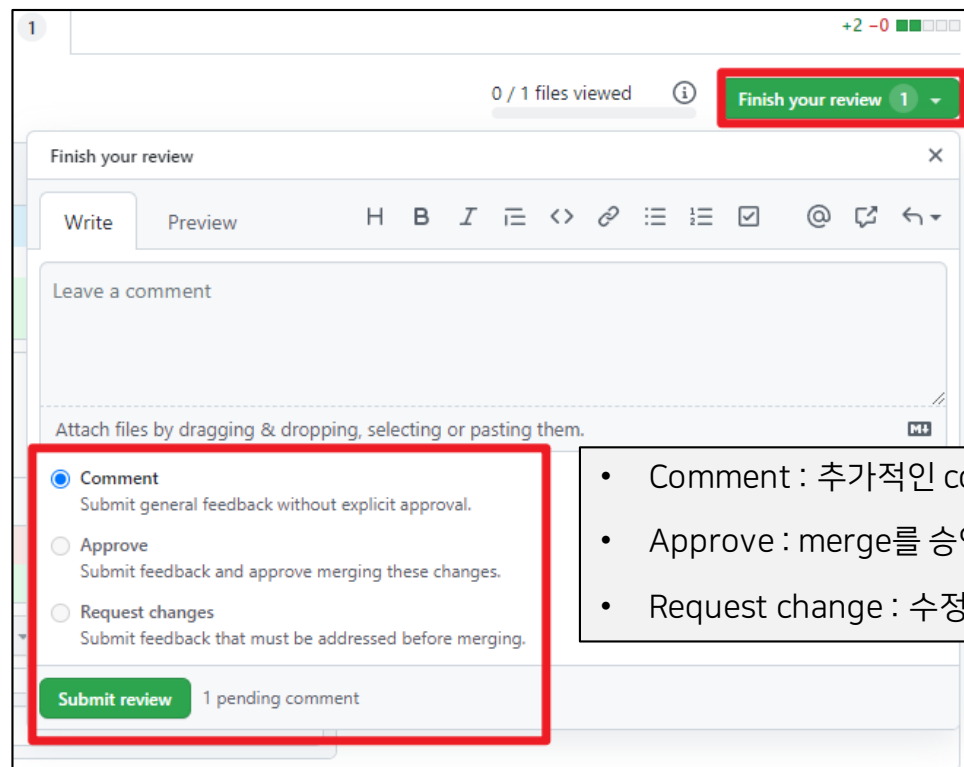 1
+2 −0
0 / 1 files viewed
Finish your review 1
Finish your review
Write Preview
Leave a comment
Attach files by dragging & dropping, selecting or pasting them.
Comment
Submit general feedback without explicit approval.
Approve
Submit feedback and approve merging these changes.
Request changes
Submit feedback that must be addressed before merging.
Submit review 1 pending comment
• Comment : 추가적인
• Approve : merge를
• Request change : 수정